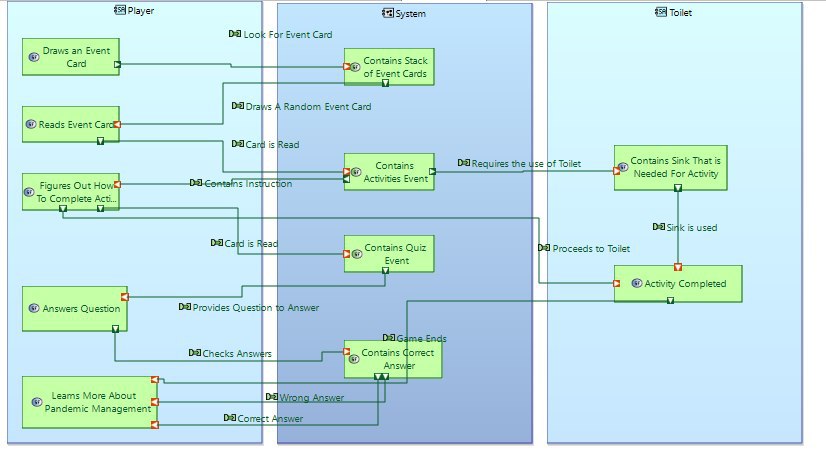 Player
System
Toilet
Look For Event Card
Draws an Event
Card
Contains Stack
of Event Cards
Draws A Random Event Card
Reads Event Card
Card is Read
Contains
Activities Event
Requires the use of Toilet
Contains Sink That is
Needed For Activity
Contains Instruction
Figures Out How
To Complete Acti...
Sink is used
Card is Read
Proceeds to Toilet
Contains Quiz
Event
Activity Completed
Provides Question to Answer
Answers Question
Game Ends
Checks Answers
Contains Correct
Answer
Learns More About
Pandemic Management
Wrong Answer
Correct Answer